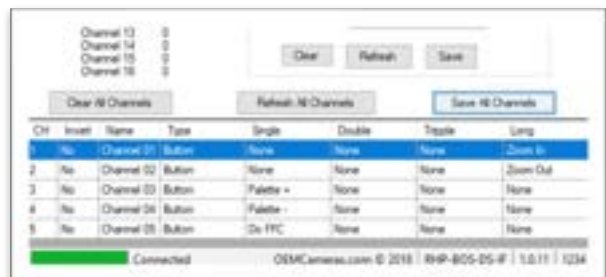 Channel 13 0
Channel 14 0
Channel 15 0
Channel 16 0
Clear Refresh Save
Clear All Channels Refresh All Channels Save All Channels
CH Invert Name Type Single Double Tripple Long
1 No Channel 01 Button None None None Zoom In
2 No Channel 02 Button None None None Zoom Out
3 No Channel 03 Button Palette + None None None
4 No Channel 04 Button Palette - None None None
5 No Channel 05 Button Do FFC None None None
Connected OEMCameras.com © 2018 RHP-BOS-DS-IF 1.0.11 1234